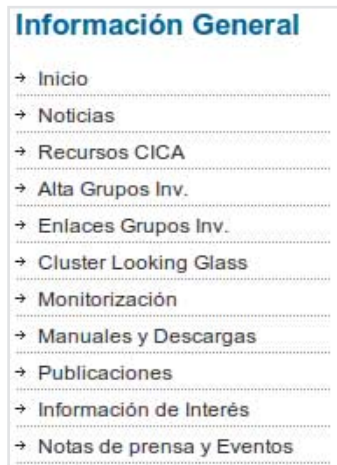 Información General
→ Inicio
→ Noticias
→ Recursos CICA
→ Alta Grupos Inv.
→ Enlaces Grupos Inv.
→ Cluster Looking Glass
→ Monitorización
→ Manuales y Descargas
→ Publicaciones
→ Información de Interés
→ Notas de prensa y Eventos